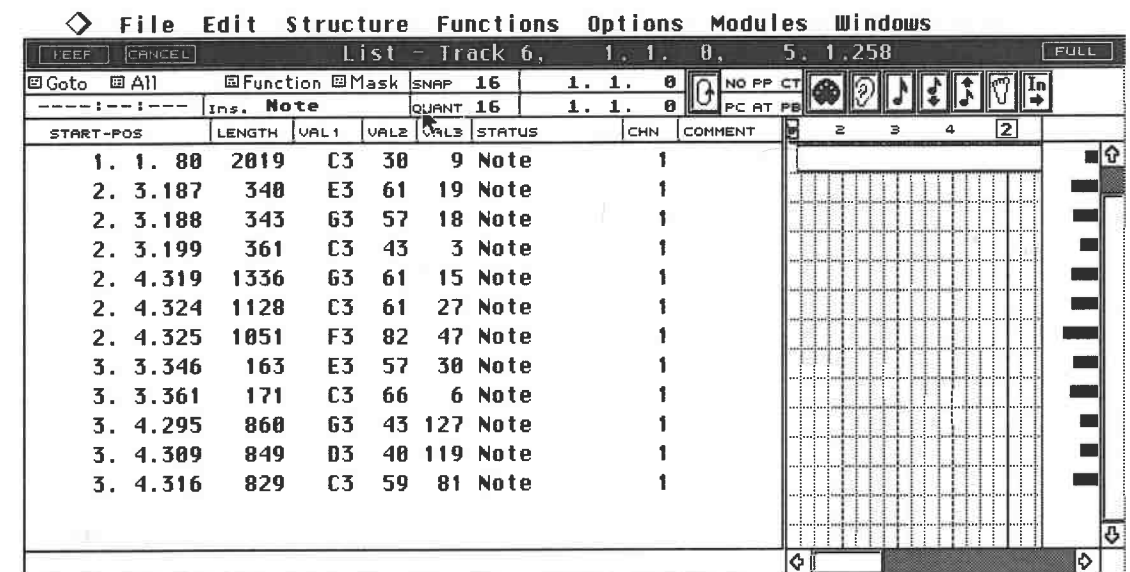 File Edit Structure Functions Options Modules Windows
KEEP CANCEL List - Track 6, 1. 1. 0, 5. 1.258 FULL
Goto All Function Mask SNAP 16 1. 1. 0 NO PP CT In
----:--:--- Ins. Note QUANT 16 1. 1. 0 PC AT PB
START-POS LENGTH VAL1 VAL2 VAL3 STATUS CHN COMMENT 2 3 4 2
1. 1. 80 2019 C3 30 9 Note 1
2. 3.187 340 E3 61 19 Note 1
2. 3.188 343 G3 57 18 Note 1
2. 3.199 361 C3 43 3 Note 1
2. 4.319 1336 G3 61 15 Note 1
2. 4.324 1128 C3 61 27 Note 1
2. 4.325 1051 F3 82 47 Note 1
3. 3.346 163 E3 57 30 Note 1
3. 3.361 171 C3 66 6 Note 1
3. 4.295 860 G3 43 127 Note 1
3. 4.309 849 D3 40 119 Note 1
3. 4.316 829 C3 59 81 Note 1